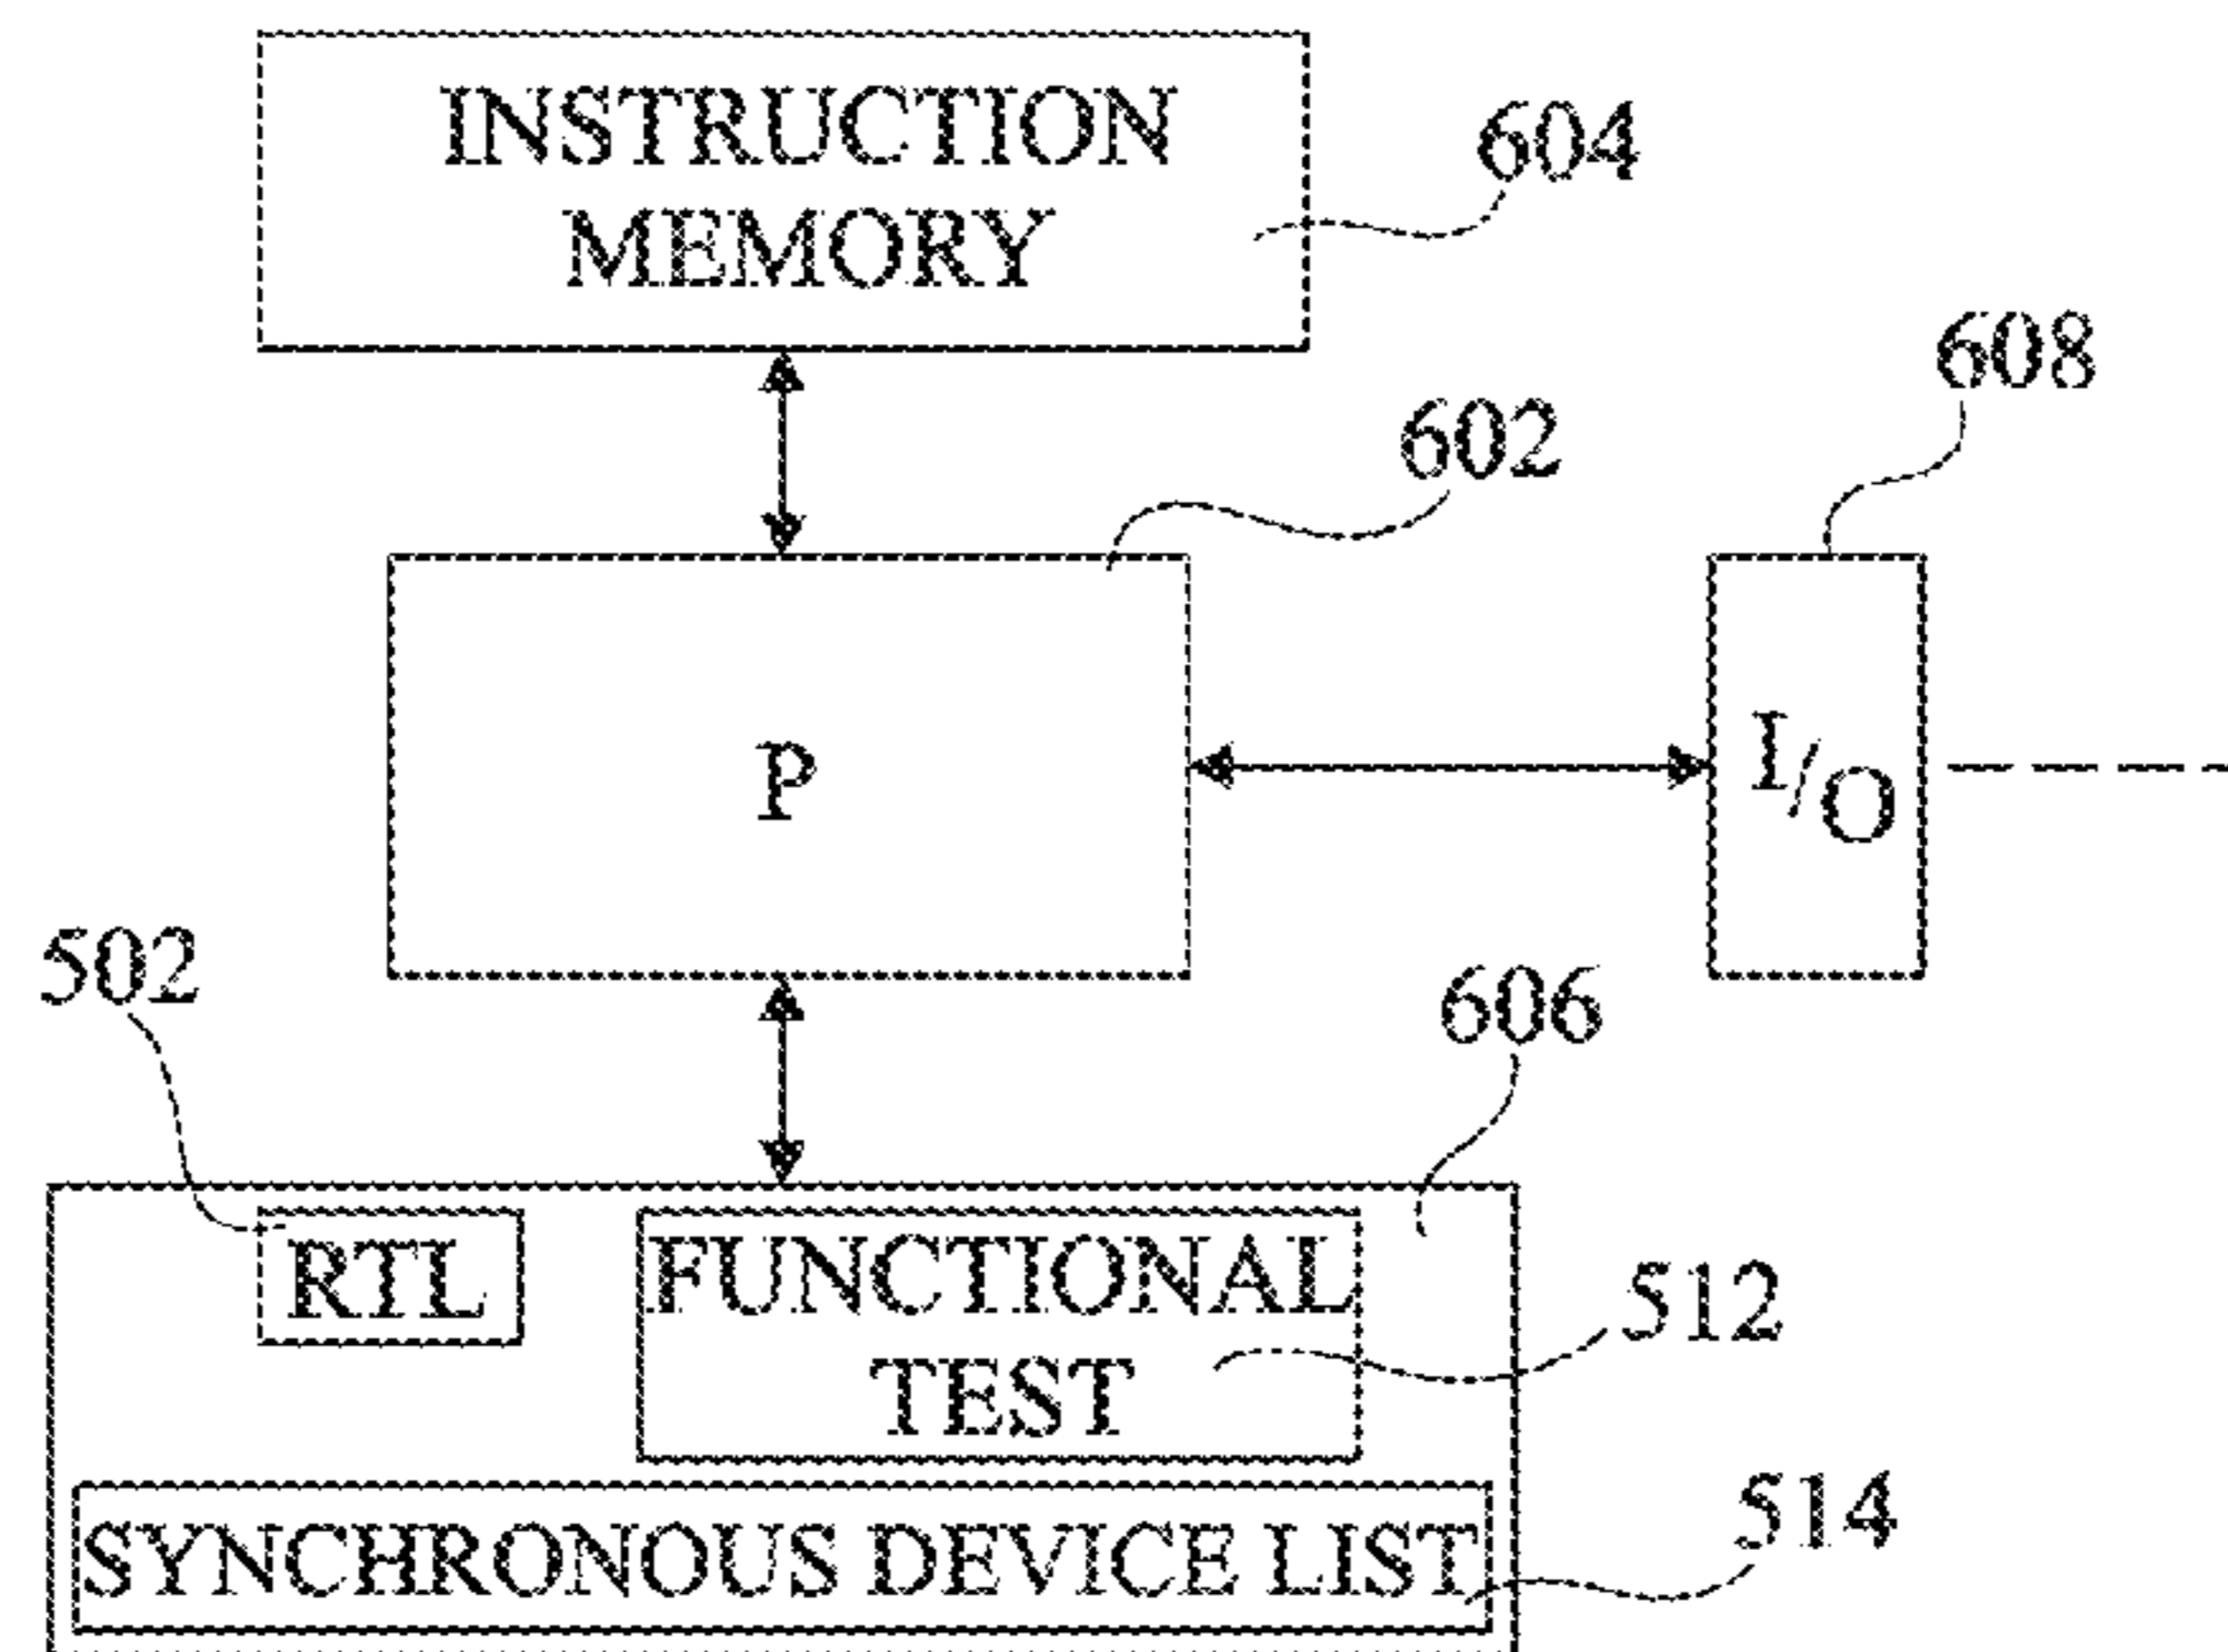 INSTRUCTION
MEMORY
604
608
602
P
I/O
502
606
RTL
FUNCTIONAL
TEST
512
SYNCHRONOUS DEVICE LIST
514